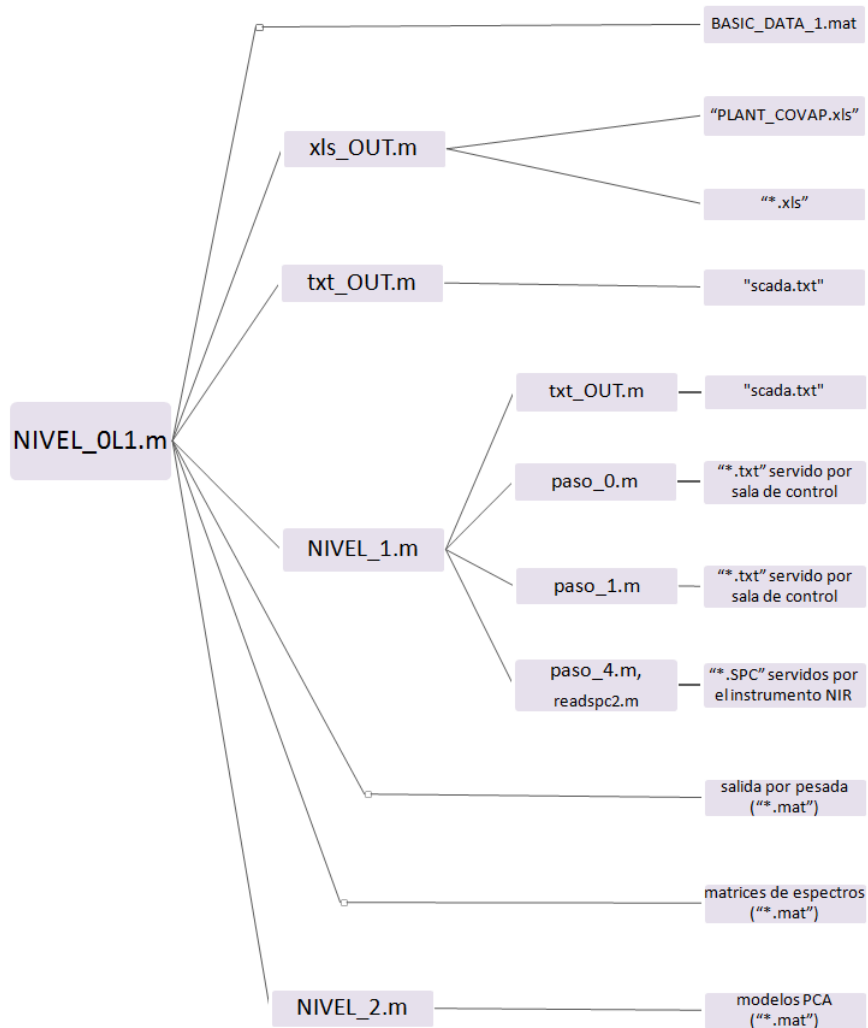 BASIC_DATA_1.mat
“PLANT_COVAP.xls”
xls_OUT.m
“*.xls”
txt_OUT.m
"scada.txt"
txt_OUT.m
"scada.txt"
NIVEL_0L1.m
paso_0.m
“*.txt” servido por
sala de control
NIVEL_1.m
paso_1.m
“*.txt” servido por
sala de control
paso_4.m,
readspc2.m
“*.SPC” servidos por
el instrumento NIR
salida por pesada
(“*.mat”)
matrices de espectros
(“*.mat”)
NIVEL_2.m
modelos PCA
(“*.mat”)